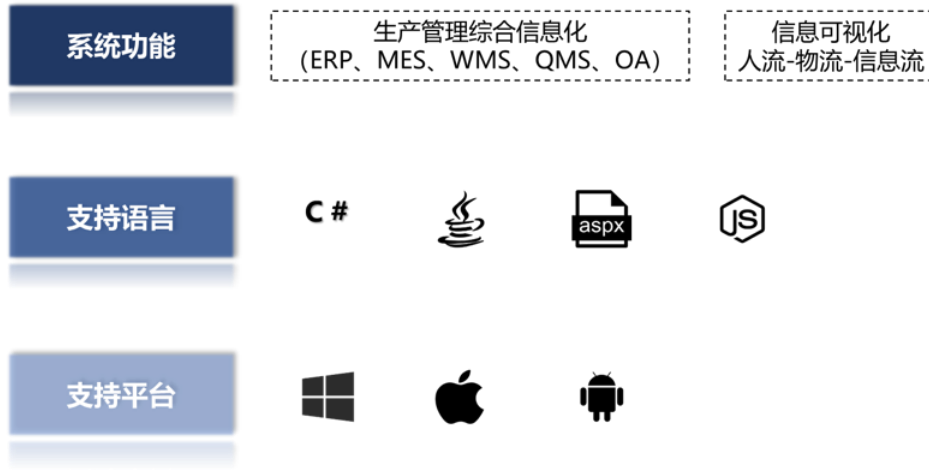 系统功能
生产管理综合信息化
（ERP、MES、WMS、QMS、OA）
信息可视化
人流-物流-信息流
支持语言
C #
aspx
JS
支持平台